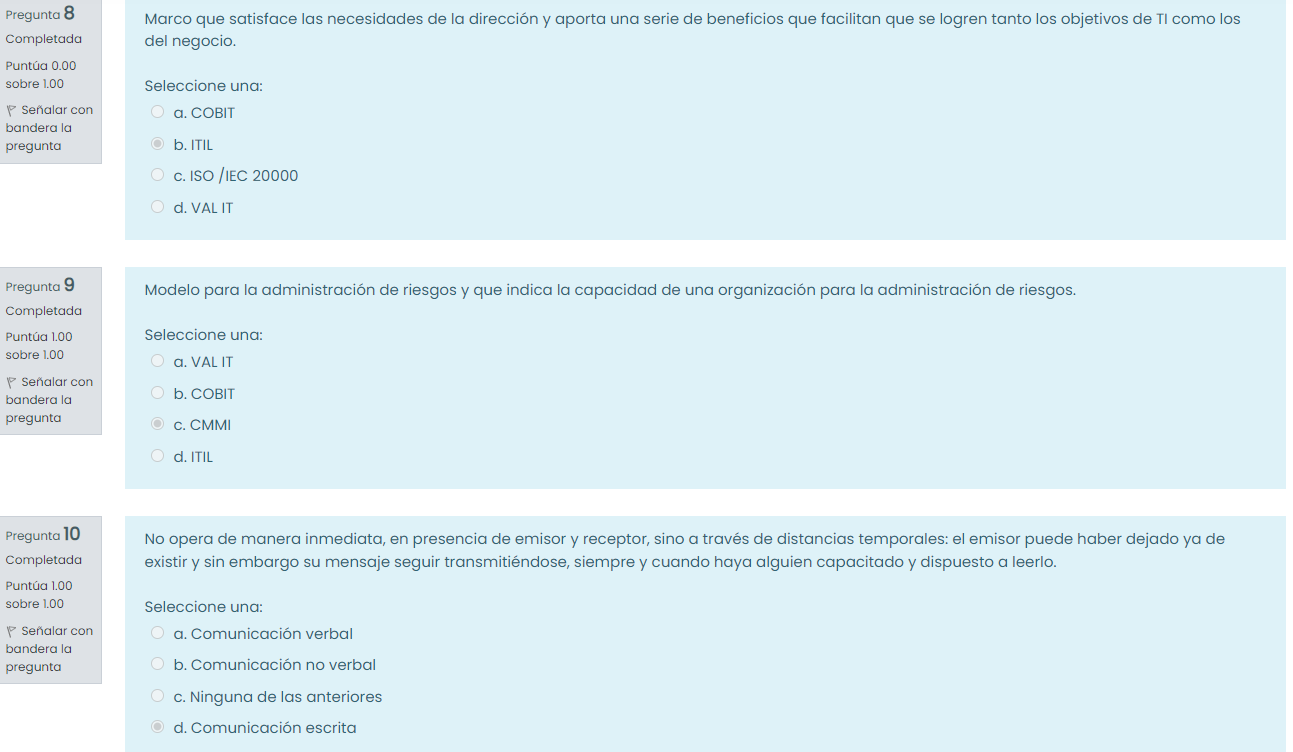 Pregunta 8
Completada
Puntúa 0.00
sobre 1.00
Señalar con
bandera la
pregunta
Marco que satisface las necesidades de la dirección y aporta una serie de beneficios que facilitan que se logren tanto los objetivos de TI como los
del negocio.
Seleccione una:
a. COBIT
b. ITIL
c. ISO /IEC 20000
d. VAL IT
Pregunta 9
Completada
Puntúa 1.00
sobre 1.00
Señalar con
bandera la
pregunta
Modelo para la administración de riesgos y que indica la capacidad de una organización para la administración de riesgos.
Seleccione una:
a. VAL IT
b. COBIT
c. CMMI
d. ITIL
Pregunta 10
Completada
Puntúa 1.00
sobre 1.00
Señalar con
bandera la
pregunta
No opera de manera inmediata, en presencia de emisor y receptor, sino a través de distancias temporales: el emisor puede haber dejado ya de
existir y sin embargo su mensaje seguir transmitiéndose, siempre y cuando haya alguien capacitado y dispuesto a leerlo.
Seleccione una:
a. Comunicación verbal
b. Comunicación no verbal
c. Ninguna de las anteriores
d. Comunicación escrita